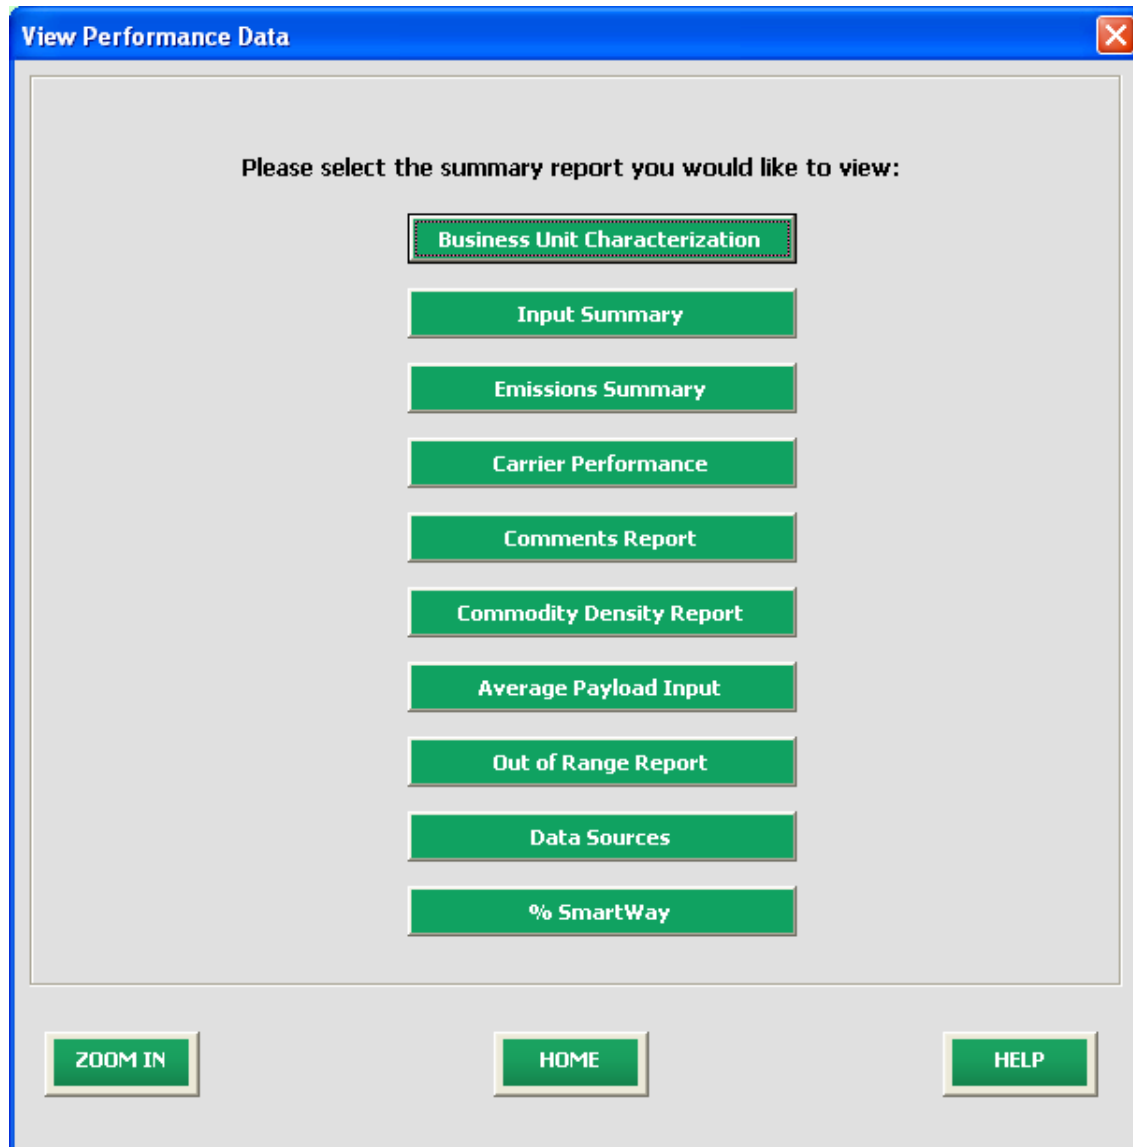 View Performance Data
Please select the summary report you would like to view:
Business Unit Characterization
Input Summary
Emissions Summary
Carrier Performance
Comments Report
Commodity Density Report
Average Payload Input
Out of Range Report
Data Sources
% SmartWay
ZOOM IN
HOME
HELP